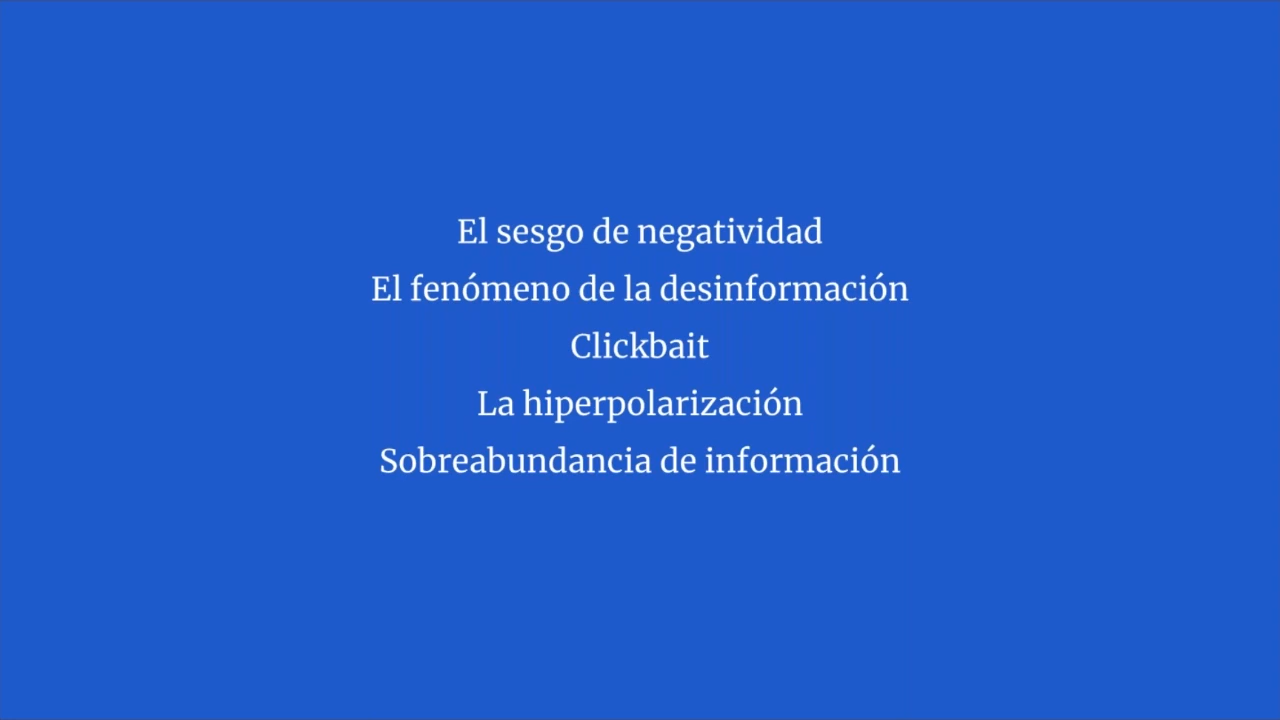 El sesgo de negatividad
El fenómeno de la desinformación
Clickbait
La hiperpolarización
Sobreabundancia de información